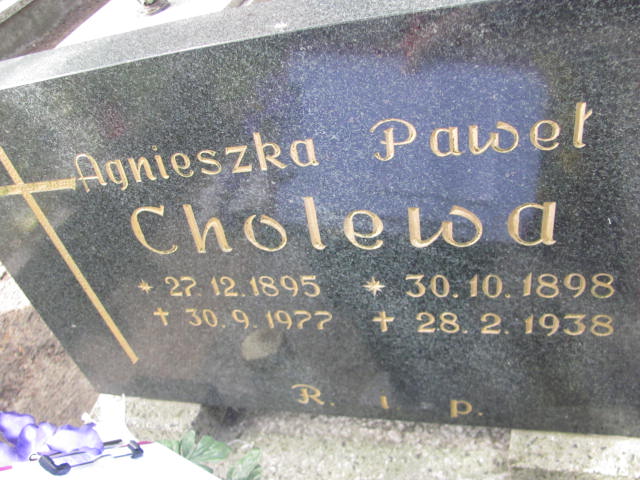 Agnieszka Paweł
Cholewa
* 27.12.1895 * 30.10.1898
+ 30.9.1977 + 28.2.1938
R. i. p.